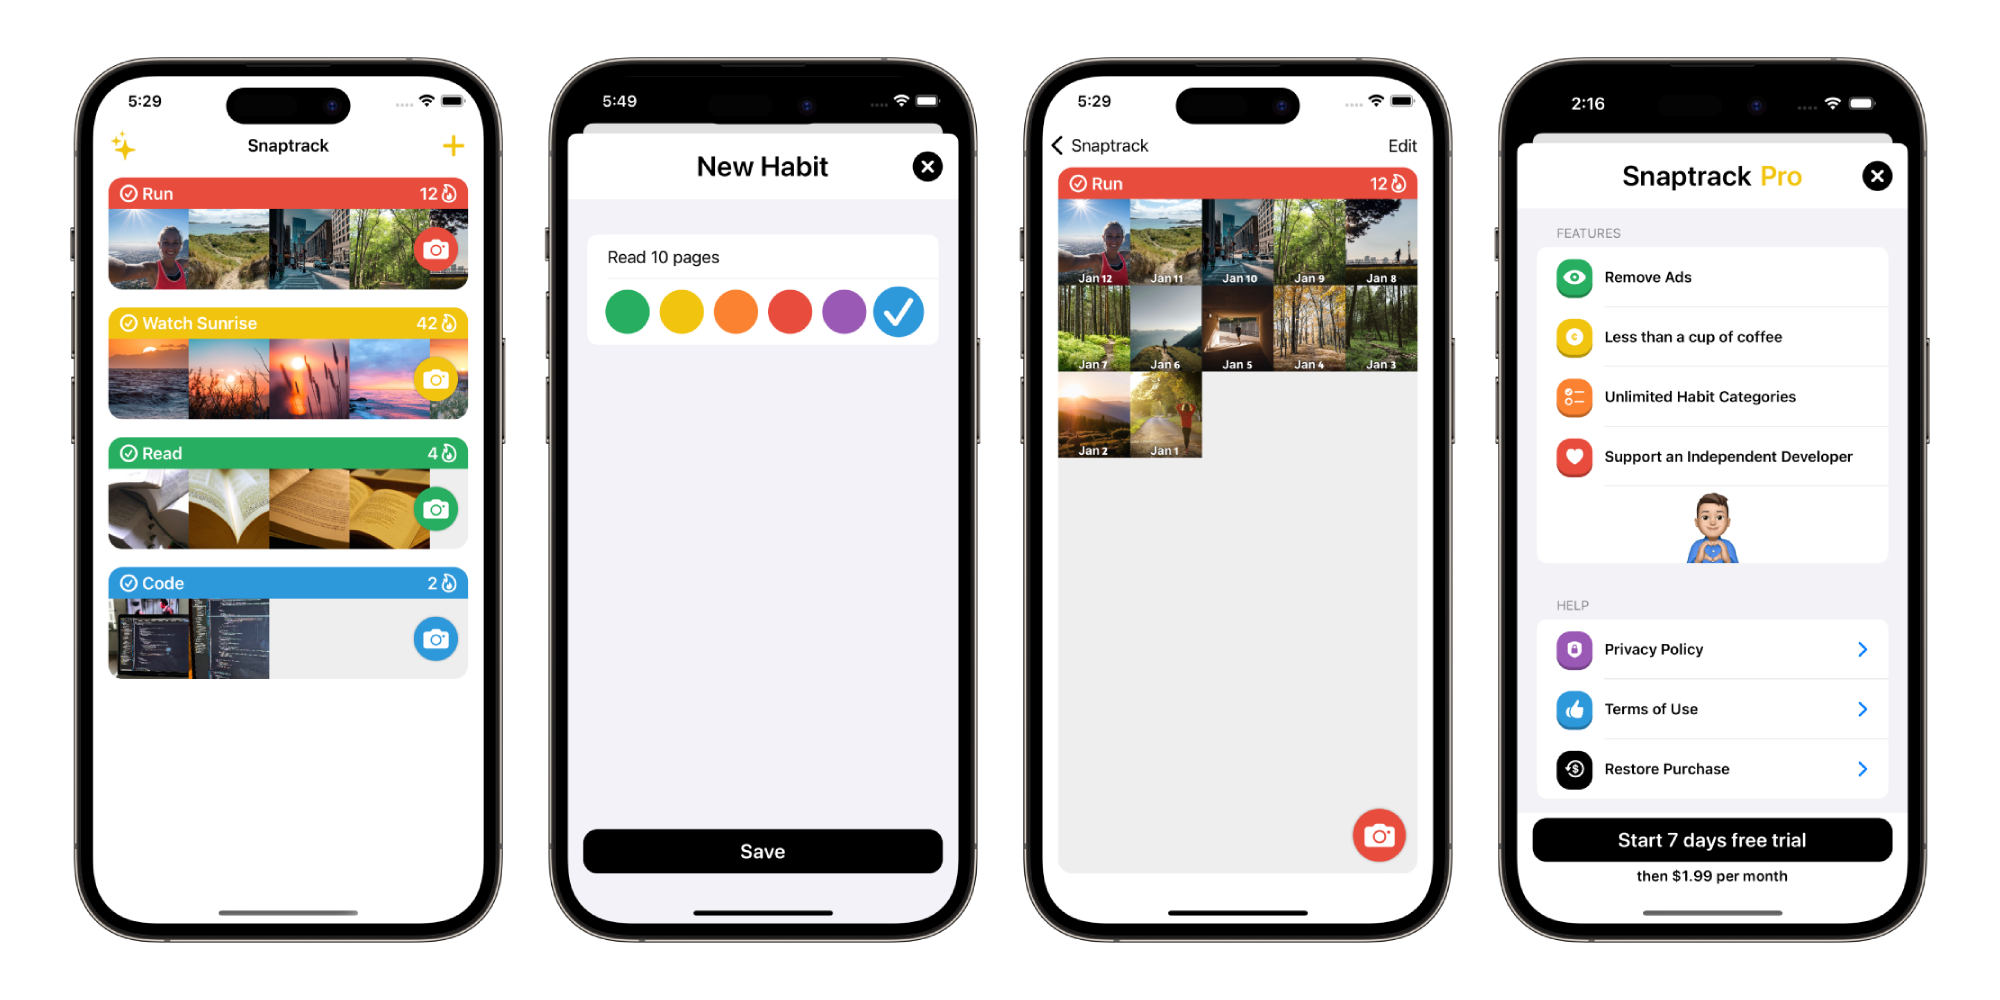 5:29
Snaptrack
Run 12
Watch Sunrise 42
Read 4
Code 2
5:49
New Habit
Read 10 pages
Save
5:29
Snaptrack Edit
Run 12
Jan 12 Jan 11 Jan 10 Jan 9 Jan 8
Jan 7 Jan 6 Jan 5 Jan 4 Jan 3
Jan 2 Jan 1
2:16
Snaptrack Pro
FEATURES
Remove Ads
Less than a cup of coffee
Unlimited Habit Categories
Support an Independent Developer
HELP
Privacy Policy
Terms of Use
Restore Purchase
Start 7 days free trial
then $1.99 per month